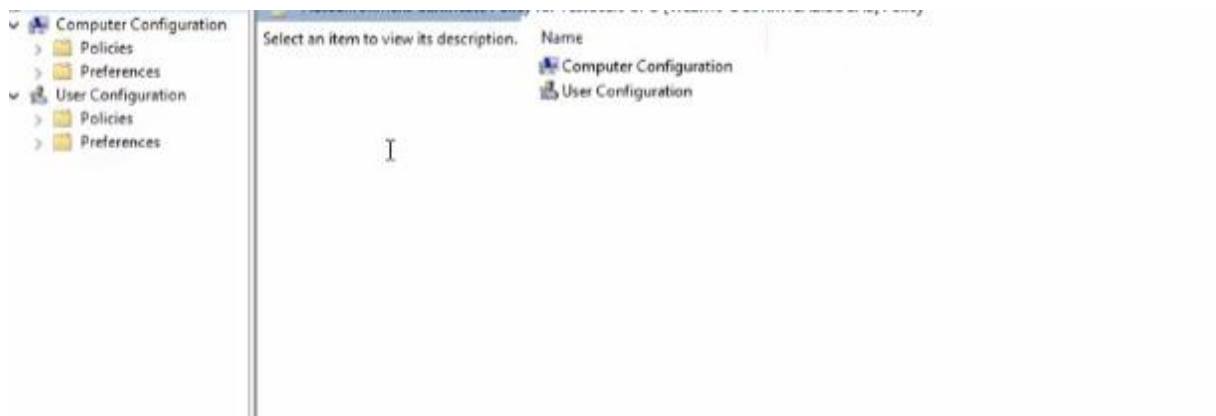 Computer Configuration
Policies
Preferences
User Configuration
Policies
Preferences
Select an item to view its description.
Name
Computer Configuration
User Configuration